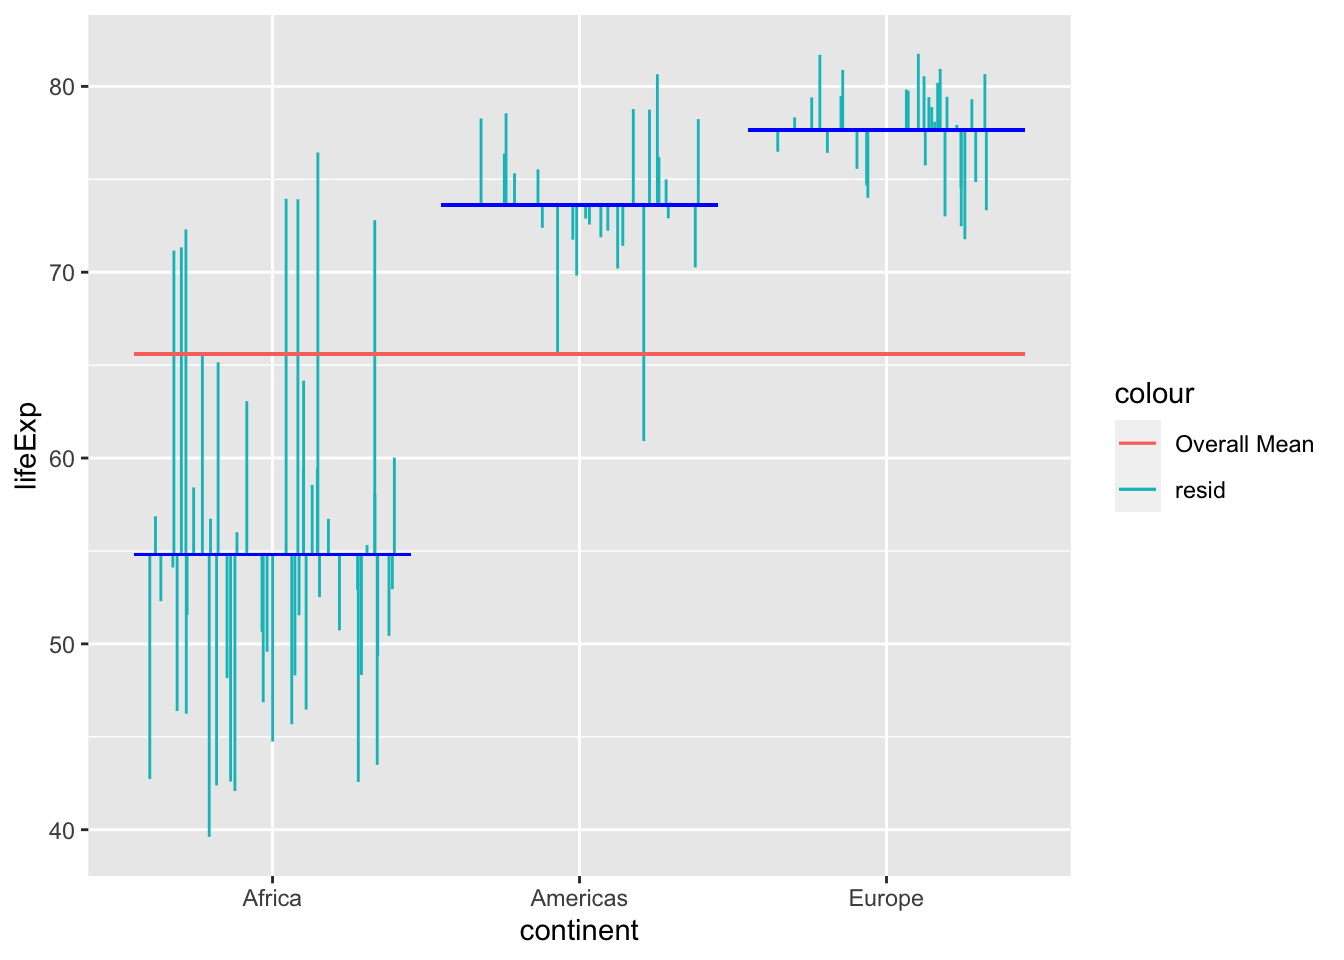 80
70
60
50
40
lifeExp
Africa
Americas
Europe
continent
colour
Overall Mean
resid